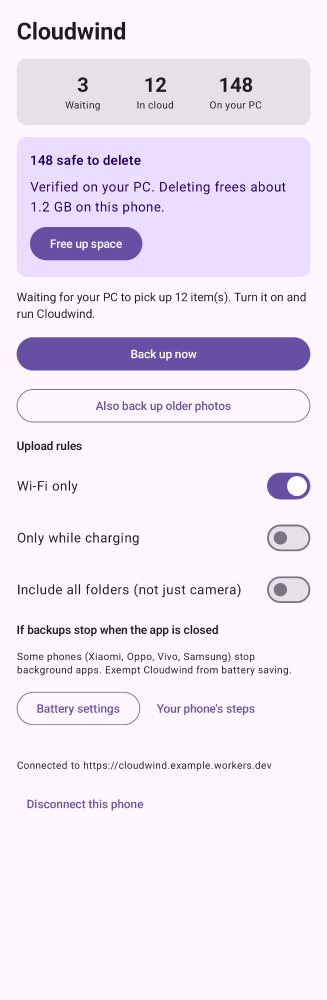 Cloudwind
3 12 148
Waiting In cloud On your PC
148 safe to delete
Verified on your PC. Deleting frees about
1.2 GB on this phone.
Free up space
Waiting for your PC to pick up 12 item(s). Turn it on and
run Cloudwind.
Back up now
Also back up older photos
Upload rules
Wi-Fi only
Only while charging
Include all folders (not just camera)
If backups stop when the app is closed
Some phones (Xiaomi, Oppo, Vivo, Samsung) stop
background apps. Exempt Cloudwind from battery saving.
Battery settings Your phone's steps
Connected to https://cloudwind.example.workers.dev
Disconnect this phone